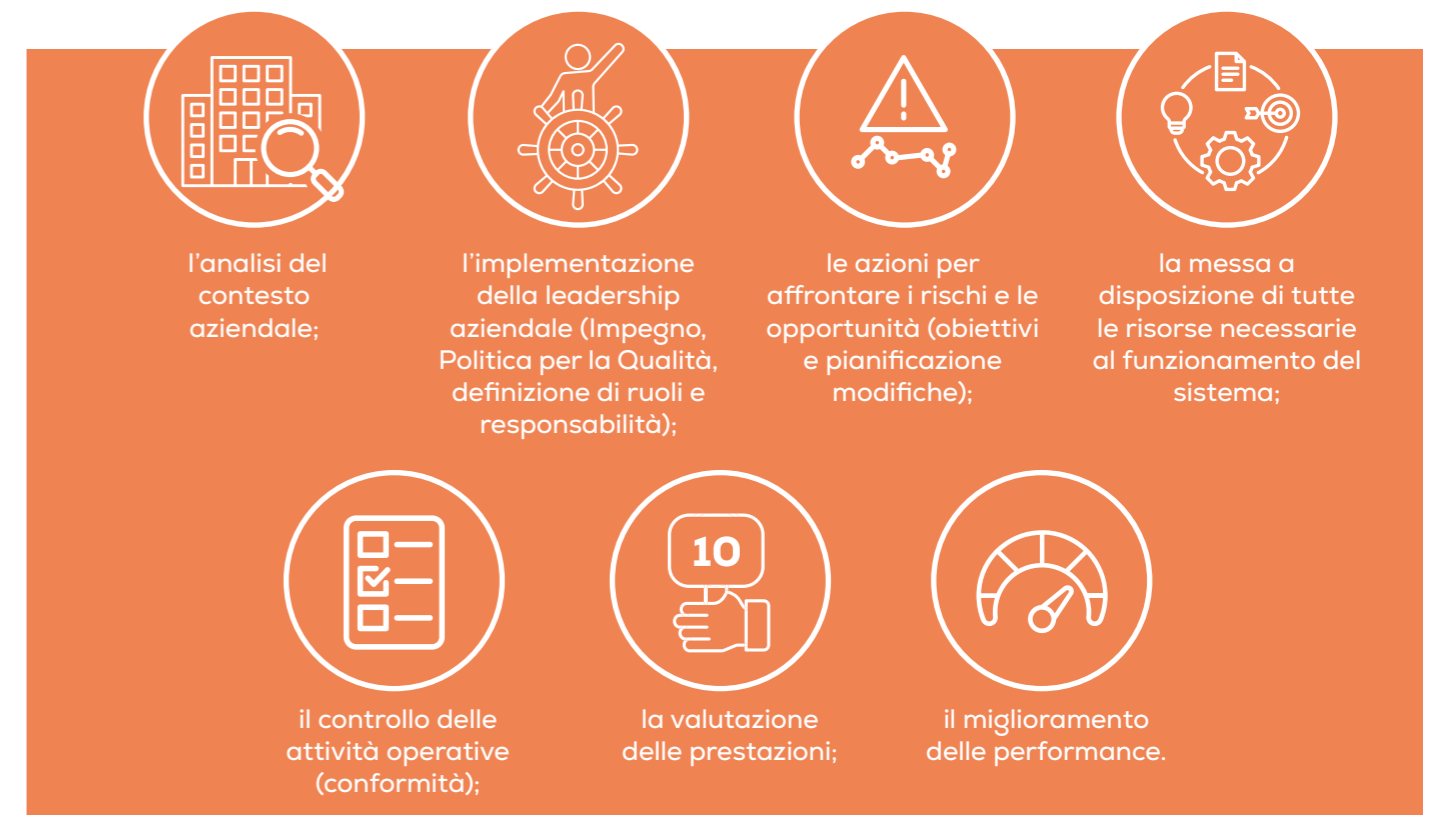 l'analisi del
contesto
aziendale;
l'implementazione
della leadership
aziendale (Impegno,
Politica per la Qualità,
definizione di ruoli e
responsabilità);
le azioni per
affrontare i rischi e le
opportunità (obiettivi
e pianificazione
modifiche);
la messa a
disposizione di tutte
le risorse necessarie
al funzionamento del
sistema;
il controllo delle
attività operative
(conformità);
10
la valutazione
delle prestazioni;
il miglioramento
delle performance.